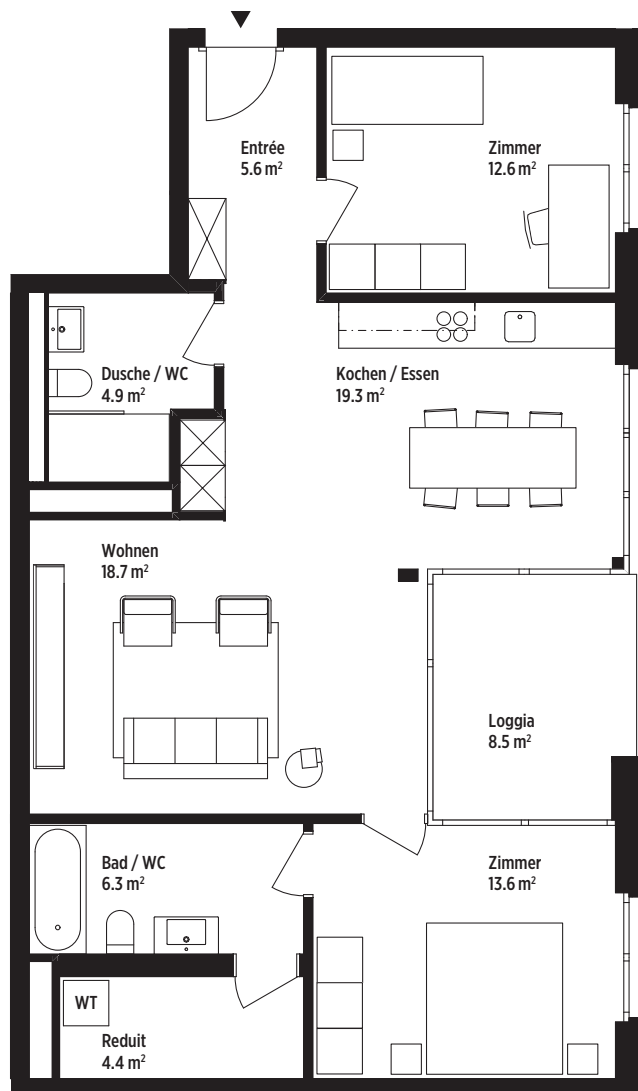 Entrée
5.6 m²
Zimmer
12.6 m²
Dusche / WC
4.9 m²
Kochen / Essen
19.3 m²
Wohnen
18.7 m²
Loggia
8.5 m²
Bad / WC
6.3 m²
Zimmer
13.6 m²
WT
Reduit
4.4 m²